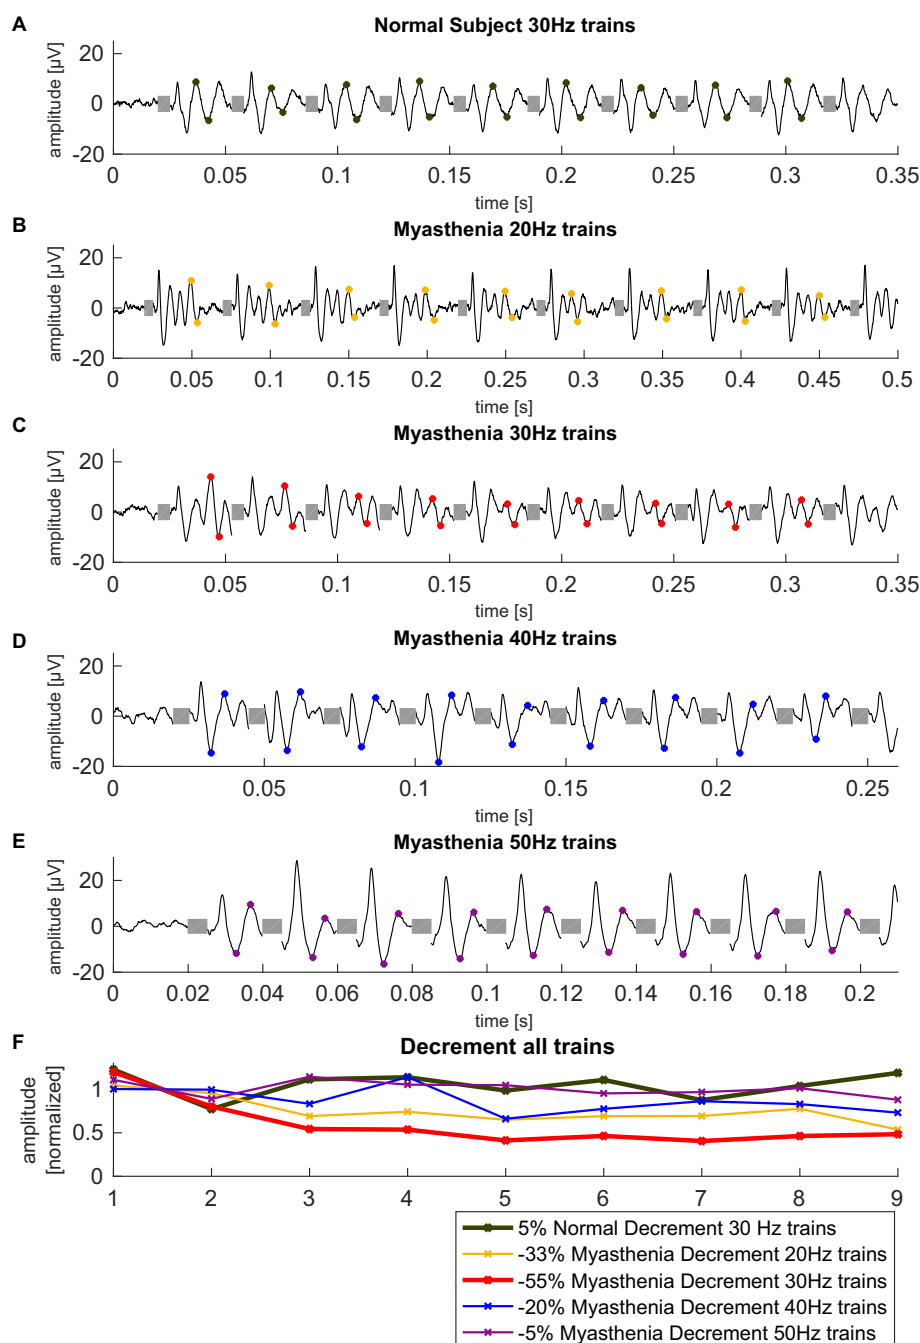 A
Normal Subject 30Hz trains
amplitude [µV]
20
0
-20
0 0.05 0.1 0.15 0.2 0.25 0.3 0.35
time [s]
B
Myasthenia 20Hz trains
amplitude [µV]
20
0
-20
0 0.05 0.1 0.15 0.2 0.25 0.3 0.35 0.4 0.45 0.5
time [s]
C
Myasthenia 30Hz trains
amplitude [µV]
20
0
-20
0 0.05 0.1 0.15 0.2 0.25 0.3 0.35
time [s]
D
Myasthenia 40Hz trains
amplitude [µV]
20
0
-20
0 0.05 0.1 0.15 0.2 0.25
time [s]
E
Myasthenia 50Hz trains
amplitude [µV]
20
0
-20
0 0.02 0.04 0.06 0.08 0.1 0.12 0.14 0.16 0.18 0.2
time [s]
F
Decrement all trains
amplitude
[normalized]
1
0.5
0
1 2 3 4 5 6 7 8 9
5% Normal Decrement 30 Hz trains
-33% Myasthenia Decrement 20Hz trains
-55% Myasthenia Decrement 30Hz trains
-20% Myasthenia Decrement 40Hz trains
-5% Myasthenia Decrement 50Hz trains